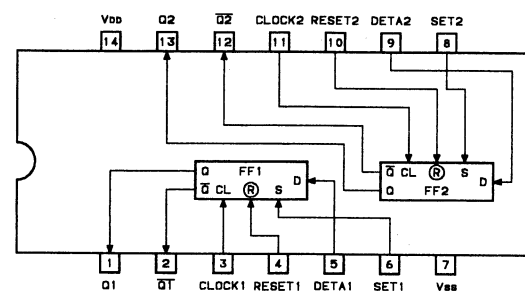 VDD Q2 Q2 CLOCK2 RESET2 DETA2 SET2
14 13 12 11 10 9 8
Q̅ CL R S
Q FF2 D
Q FF1 D
Q̅ CL R S
1 2 3 4 5 6 7
Q1 Q̅1̅ CLOCK1 RESET1 DETA1 SET1 VSS